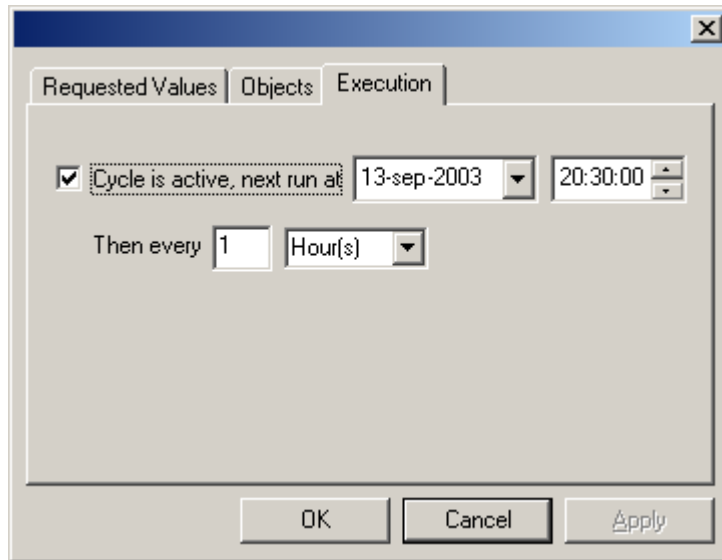 Requested Values Objects Execution
Cycle is active, next run at 13-sep-2003 20:30:00
Then every 1 Hour(s)
OK Cancel Apply